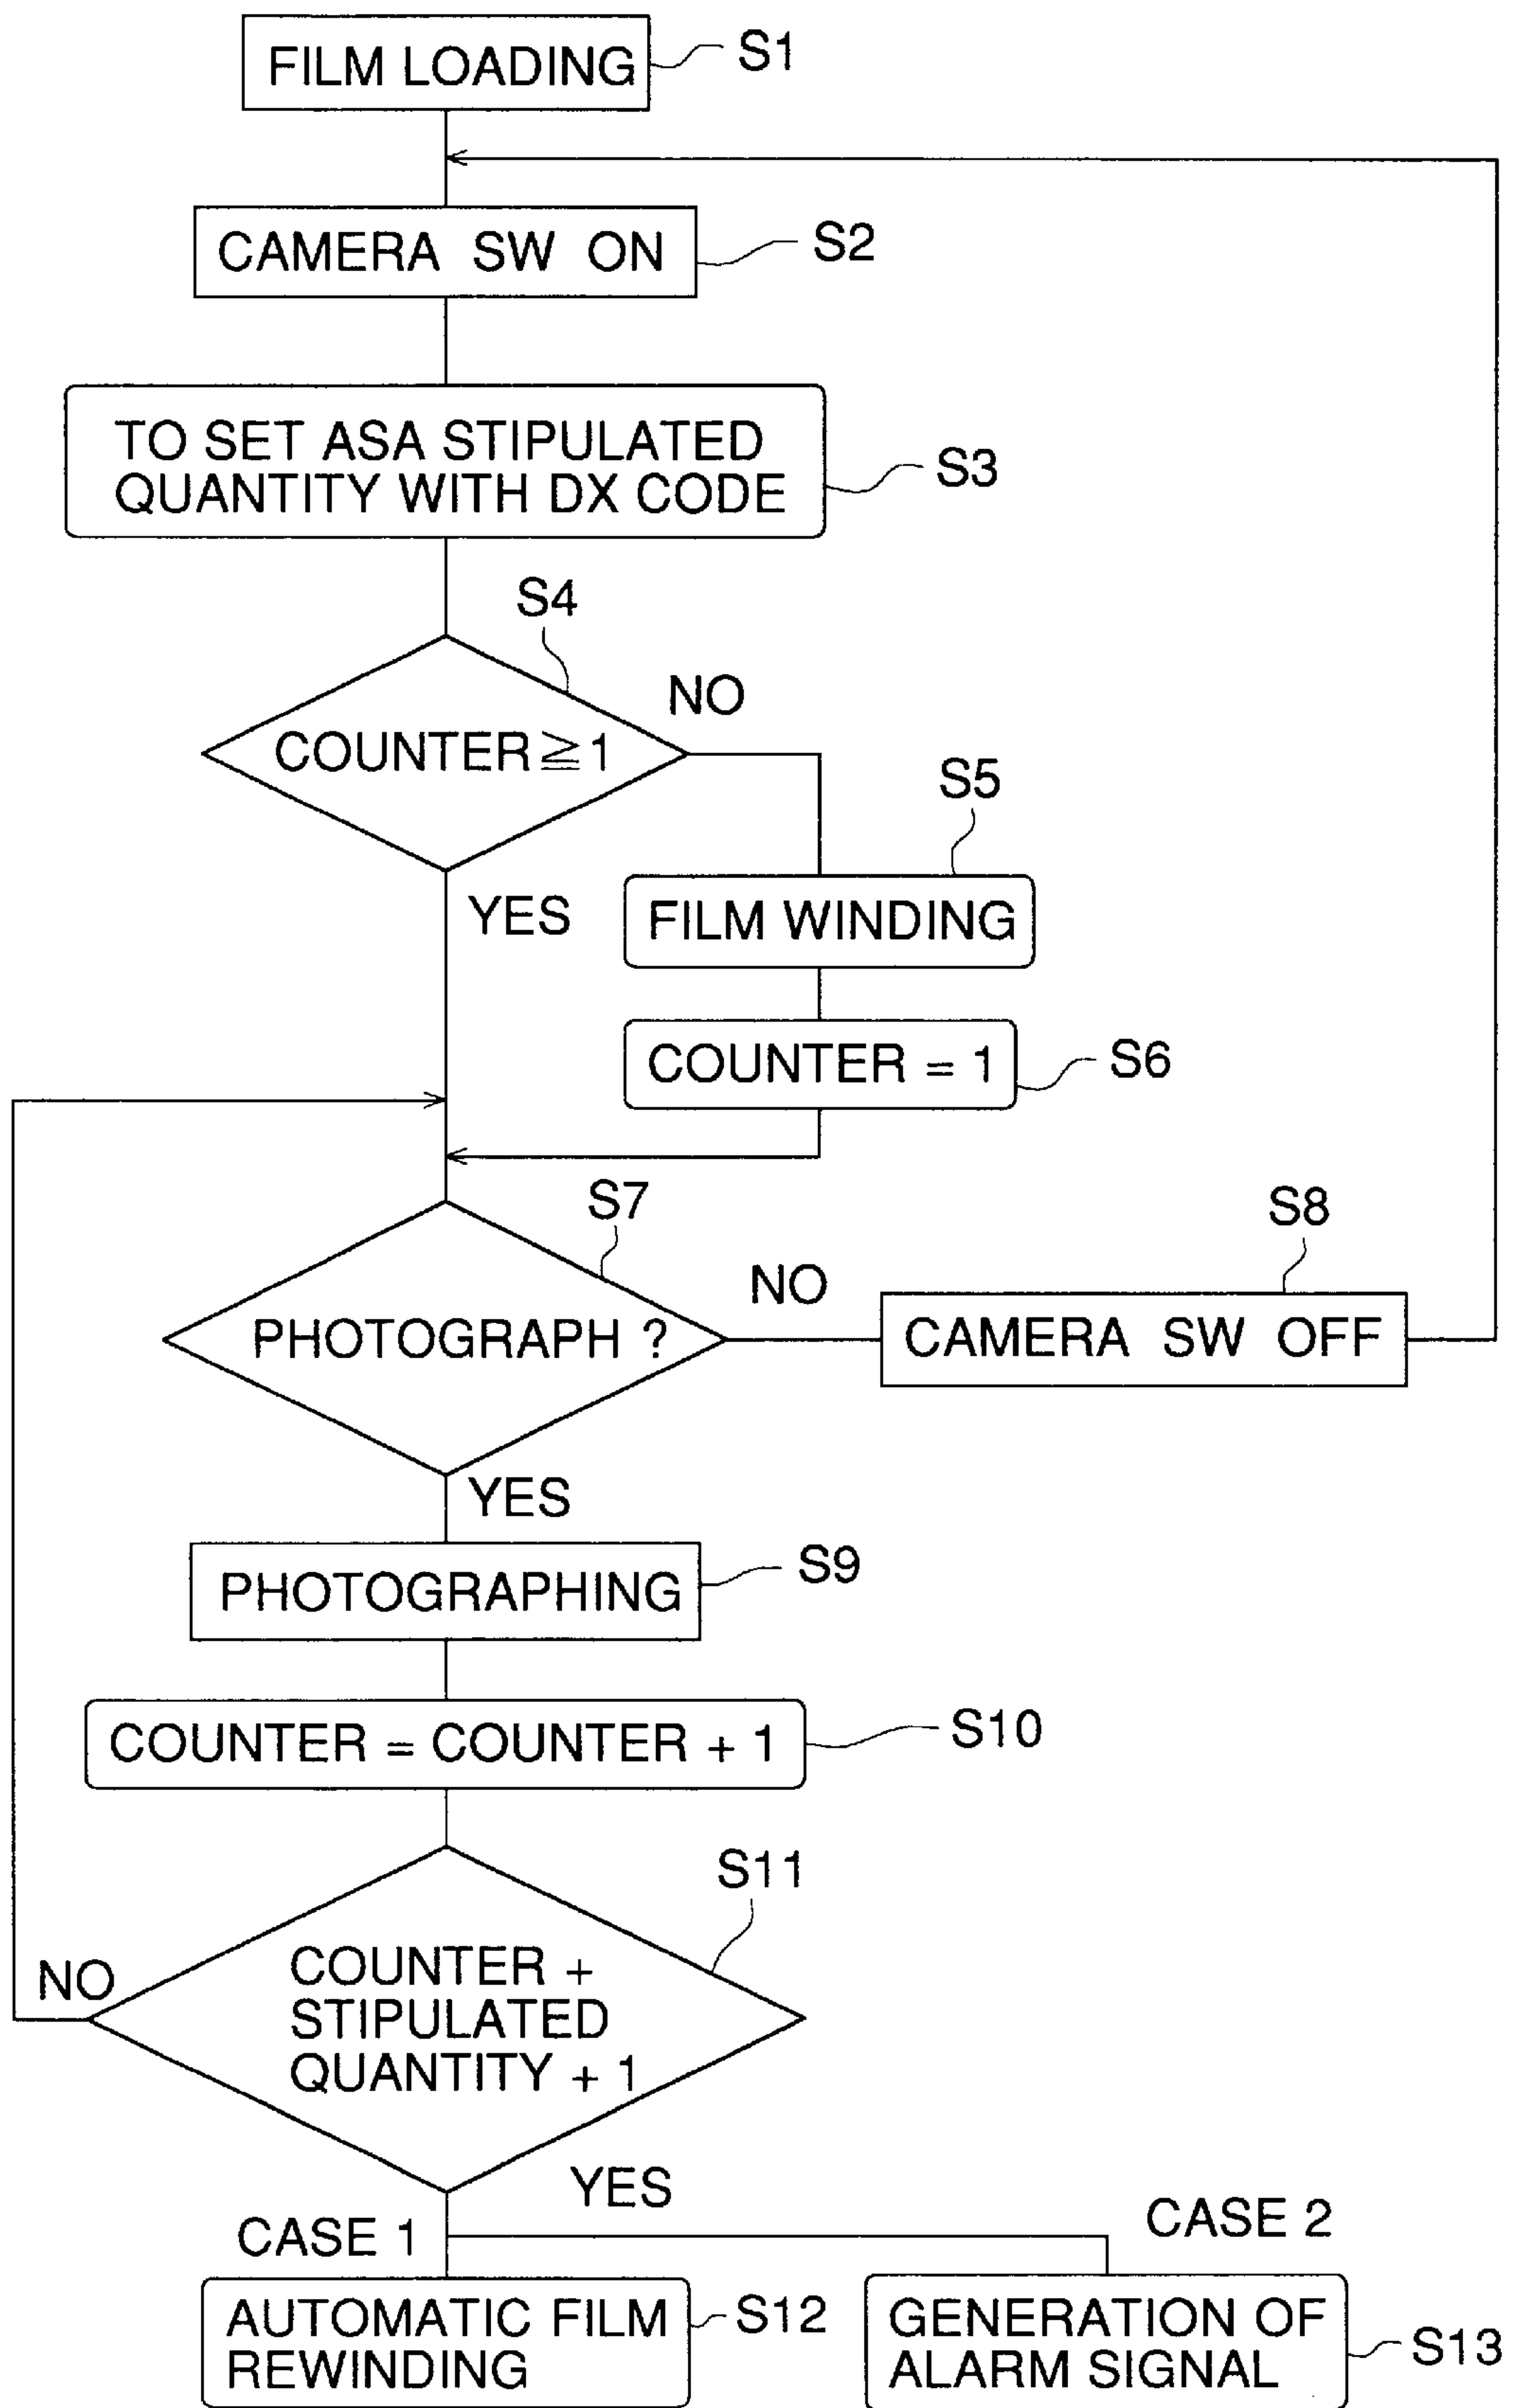 FILM LOADING
S1
CAMERA SW ON
S2
TO SET ASA STIPULATED
QUANTITY WITH DX CODE
S3
S4
COUNTER ≧ 1
NO
YES
S5
FILM WINDING
COUNTER = 1
S6
S7
PHOTOGRAPH ?
NO
S8
CAMERA SW OFF
YES
PHOTOGRAPHING
S9
COUNTER = COUNTER + 1
S10
S11
COUNTER +
STIPULATED
QUANTITY + 1
NO
YES
CASE 1
CASE 2
AUTOMATIC FILM
REWINDING
S12
GENERATION OF
ALARM SIGNAL
S13